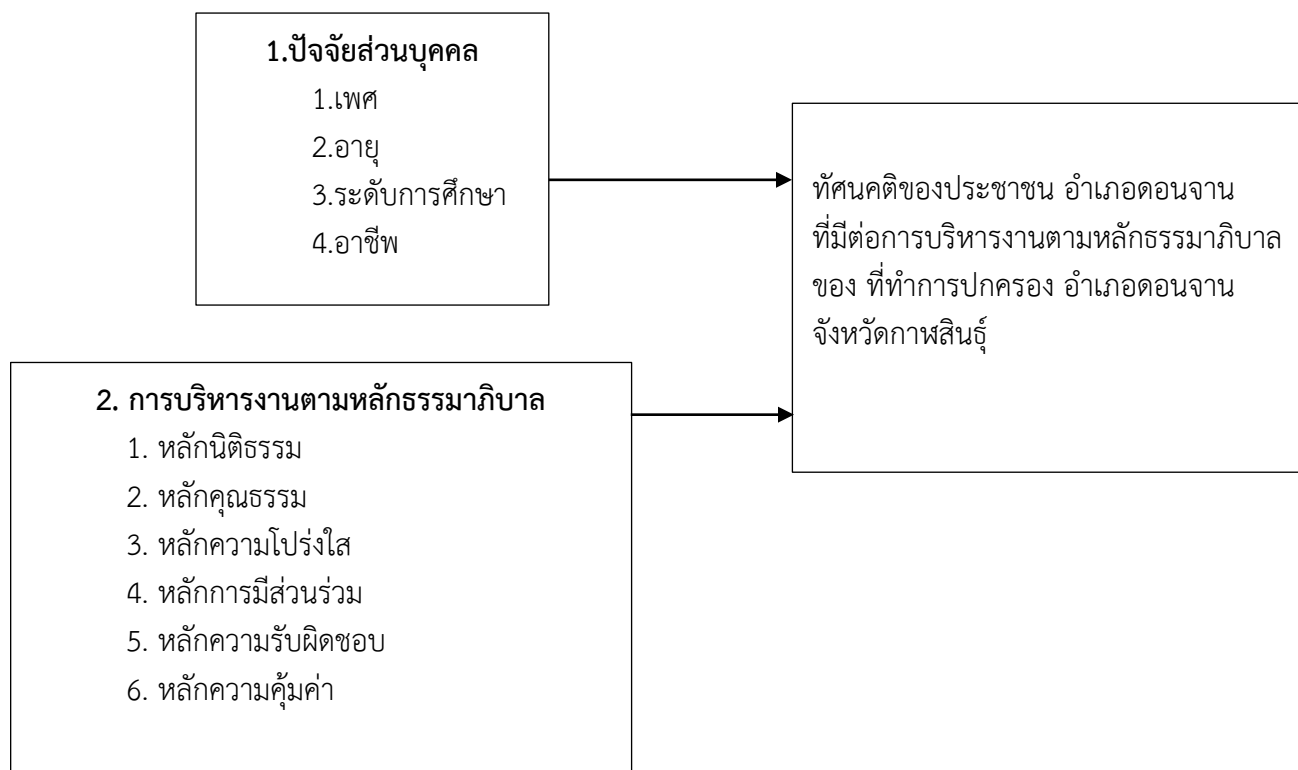 1.ปัจจัยส่วนบุคคล
1.เพศ
2.อายุ
3.ระดับการศึกษา
4.อาชีพ
ทัศนคติของประชาชน อำเภอดอนจาน
ที่มีต่อการบริหารงานตามหลักธรรมาภิบาล
ของ ที่ทำการปกครอง อำเภอดอนจาน
จังหวัดกาฬสินธุ์
2. การบริหารงานตามหลักธรรมาภิบาล
1. หลักนิติธรรม
2. หลักคุณธรรม
3. หลักความโปร่งใส
4. หลักการมีส่วนร่วม
5. หลักความรับผิดชอบ
6. หลักความคุ้มค่า